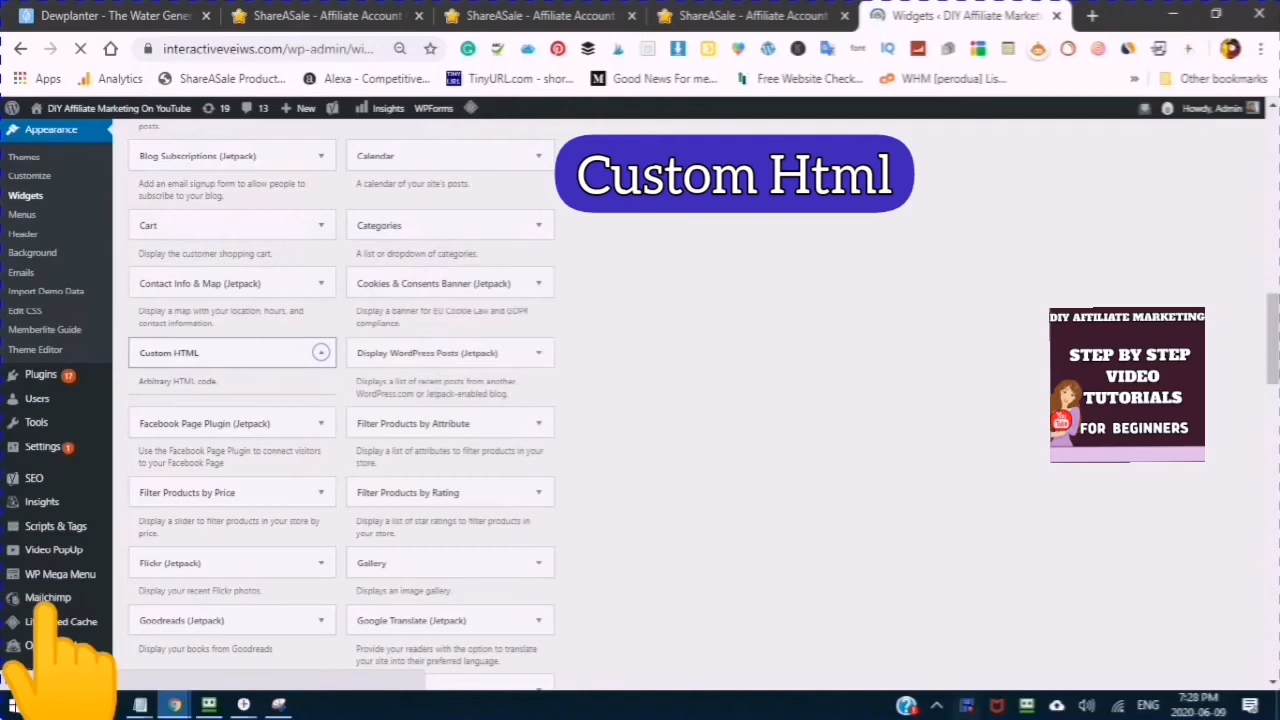 Dewplanter The Water Gene
ShareASale - Affiliate Account
ShareASale - Affiliate Account
ShareASale - Affiliate Account
Widgets ‹ DIY Affiliate Market
interactiveveiws.com/wp-admin/wi...
Apps
Analytics
ShareASale Produc...
Alexa - Competitive...
TinyURL.com - shor...
Good News For me...
Free Website Check...
WHM [perodua] Lis...
Other bookmarks
DIY Affiliate Marketing On YouTube
19
13
New
Insights
WPForms
Howdy, Admin
Appearance
Themes
Customize
Widgets
Menus
Header
Background
Emails
Import Demo Data
Edit CSS
Memberlite Guide
Theme Editor
Plugins 17
Users
Tools
Settings 1
SEO
Insights
Scripts & Tags
Video PopUp
WP Mega Menu
Mailchimp
Cache
posts.
Blog Subscriptions (Jetpack)
Add an email signup form to allow people to
subscribe to your blog.
Calendar
A calendar of your site's posts.
Cart
Display the customer shopping cart.
Categories
A list or dropdown of categories.
Contact Info & Map (Jetpack)
Display a map with your location, hours, and
contact information.
Cookies & Consents Banner (Jetpack)
Display a banner for EU Cookie Law and GDPR
compliance.
Custom HTML
Arbitrary HTML code.
Display WordPress Posts (Jetpack)
Displays a list of recent posts from another
WordPress.com or Jetpack-enabled blog.
Facebook Page Plugin (Jetpack)
Use the Facebook Page Plugin to connect visitors
to your Facebook Page
Filter Products by Attribute
Display a list of attributes to filter products in your
store.
Filter Products by Price
Display a slider to filter products in your store by
price.
Filter Products by Rating
Display a list of star ratings to filter products in
your store.
Flickr (Jetpack)
Display your recent Flickr photos.
Gallery
Displays an image gallery.
Goodreads (Jetpack)
Display your books from Goodreads
Google Translate (Jetpack)
Provide your readers with the option to translate
your site into their preferred language.
Custom Html
DIY AFFILIATE MARKETING
STEP BY STEP
VIDEO
TUTORIALS
FOR BEGINNERS
You
Tube
ENG
7:28 PM
2020-06-09